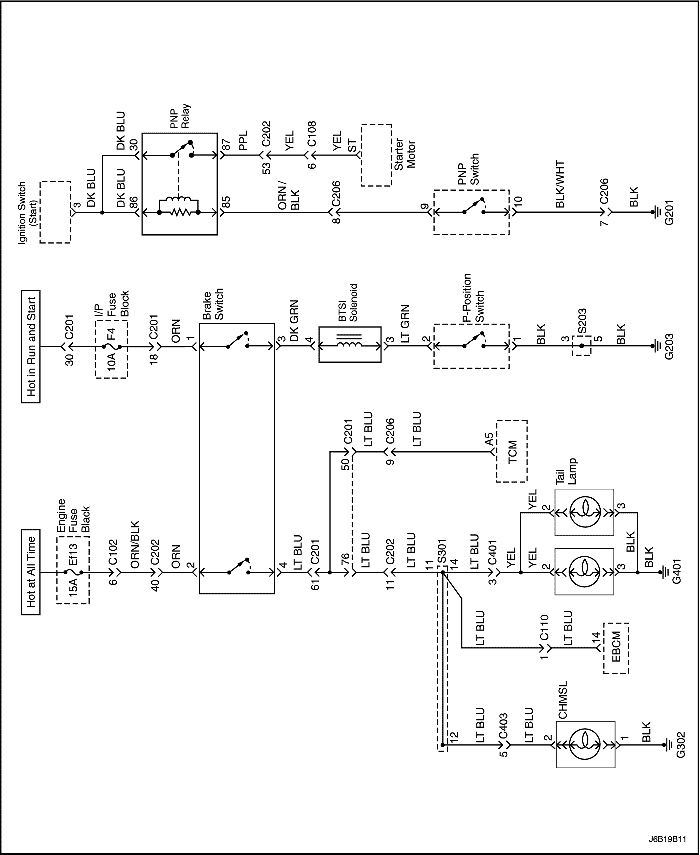 Hot at All Time
Engine
Fuse
Black
15A Ef13
6 C102
ORN/BLK
40 C202
ORN
2
4
LT BLU
61 C201
76
LT BLU
11 C202
LT BLU
11 S301
14
LT BLU
3 C401
YEL
YEL
YEL
2
2
Tail
Lamp
3
3
BLK
BLK
G401
50 C201
LT BLU
9 C206
LT BLU
A5
TCM
LT BLU
1 C110
LT BLU
14
EBCM
12
LT BLU
5 C403
LT BLU
CHMSL
2
1
BLK
G302
Hot in Run and Start
30 C201
I/P
Fuse
Block
10A F4
18 C201
ORN
1
Brake
Switch
3
DK GRN
4
BTSI
Solenoid
3
LT GRN
2
P-Position
Switch
1
BLK
3 S203
5
BLK
G203
Ignition Switch
(Start)
3
DK BLU
DK BLU
DK BLU
30
86
PNP
Relay
87
PPL
53 C202
YEL
6 C108
YEL
ST
Starter
Motor
85
ORN/
BLK
8 C206
9
PNP
Switch
10
BLK/WHT
7 C206
BLK
G201
J6B19B11